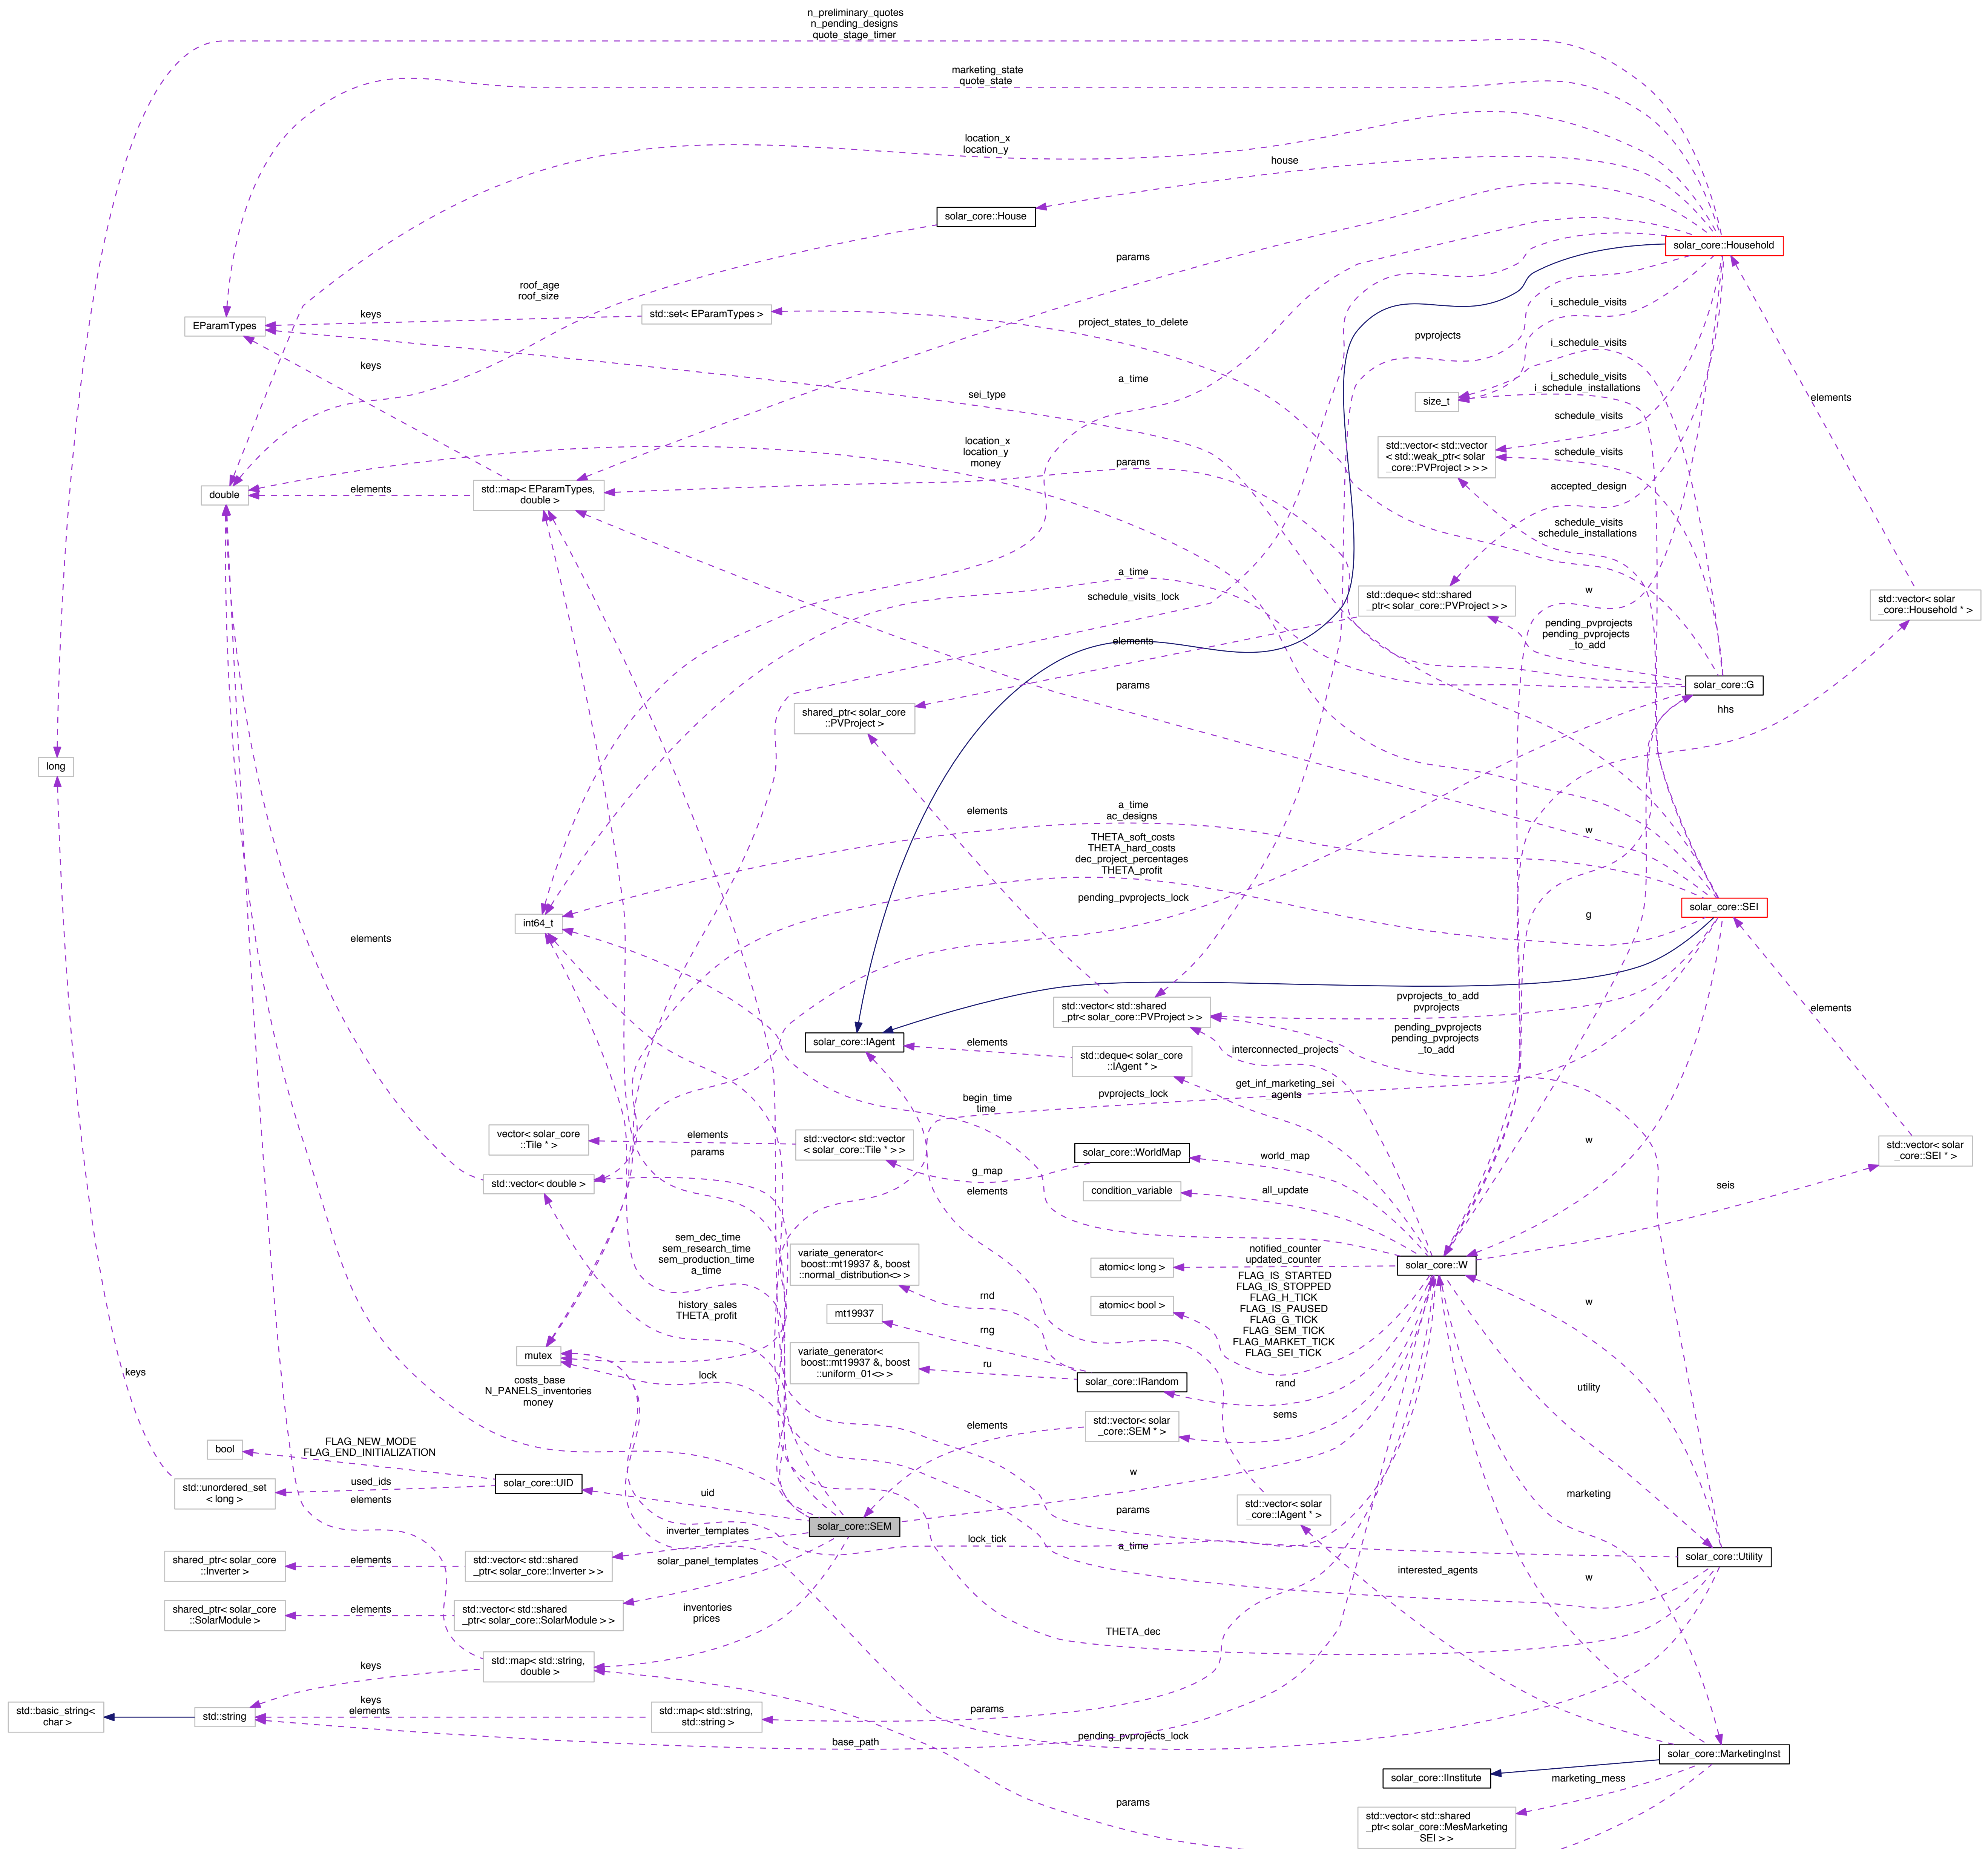 n_preliminary_quotes
n_pending_designs
quote_stage_timer
marketing_state
quote_state
location_x
location_y
house
solar_core::House
solar_core::Household
params
roof_age
roof_size
i_schedule_visits
std::set< EParamTypes >
keys
EParamTypes
project_states_to_delete
pvprojects
i_schedule_visits
keys
a_time
i_schedule_visits
i_schedule_installations
sei_type
size_t
elements
schedule_visits
location_x
location_y
money
std::vector< std::vector
< std::weak_ptr< solar
_core::PVProject > > >
schedule_visits
params
double
elements
std::map< EParamTypes,
double >
accepted_design
schedule_visits
schedule_installations
a_time
schedule_visits_lock
w
std::deque< std::shared
_ptr< solar_core::PVProject > >
std::vector< solar
_core::Household * >
pending_pvprojects
pending_pvprojects
_to_add
elements
params
solar_core::G
hhs
shared_ptr< solar_core
::PVProject >
long
elements
a_time
ac_designs
w
THETA_soft_costs
THETA_hard_costs
dec_project_percentages
THETA_profit
pending_pvprojects_lock
solar_core::SEI
g
int64_t
elements
pvprojects_to_add
pvprojects
std::vector< std::shared
_ptr< solar_core::PVProject > >
elements
pending_pvprojects
pending_pvprojects
_to_add
solar_core::IAgent
elements
std::deque< solar_core
::IAgent * >
interconnected_projects
get_inf_marketing_sei
agents
pvprojects_lock
begin_time
time
vector< solar_core
::Tile * >
elements
std::vector< std::vector
< solar_core::Tile * > >
w
std::vector< solar
_core::SEI * >
params
solar_core::WorldMap
world_map
g_map
std::vector< double >
elements
condition_variable
all_update
seis
sem_dec_time
sem_research_time
sem_production_time
a_time
variate_generator<
boost::mt19937 &, boost
::normal_distribution<> >
atomic< long >
notified_counter
updated_counter
solar_core::W
FLAG_IS_STARTED
FLAG_IS_STOPPED
FLAG_H_TICK
FLAG_IS_PAUSED
FLAG_G_TICK
FLAG_SEM_TICK
FLAG_MARKET_TICK
FLAG_SEI_TICK
rnd
atomic< bool >
w
history_sales
THETA_profit
mt19937
rng
mutex
variate_generator<
boost::mt19937 &, boost
::uniform_01<> >
ru
keys
costs_base
N_PANELS_inventories
money
lock
solar_core::IRandom
rand
utility
sems
elements
std::vector< solar
_core::SEM * >
bool
FLAG_NEW_MODE
FLAG_END_INITIALIZATION
w
std::unordered_set
< long >
used_ids
solar_core::UID
uid
marketing
elements
params
std::vector< solar
_core::IAgent * >
solar_core::SEM
inverter_templates
lock_tick
a_time
solar_core::Utility
shared_ptr< solar_core
::Inverter >
elements
std::vector< std::shared
_ptr< solar_core::Inverter > >
solar_panel_templates
interested_agents
w
shared_ptr< solar_core
::SolarModule >
elements
std::vector< std::shared
_ptr< solar_core::SolarModule > >
inventories
prices
THETA_dec
std::map< std::string,
double >
keys
keys
elements
std::map< std::string,
std::string >
params
std::basic_string<
char >
std::string
base_path
pending_pvprojects_lock
solar_core::MarketingInst
solar_core::IInstitute
marketing_mess
params
std::vector< std::shared
_ptr< solar_core::MesMarketing
SEI > >